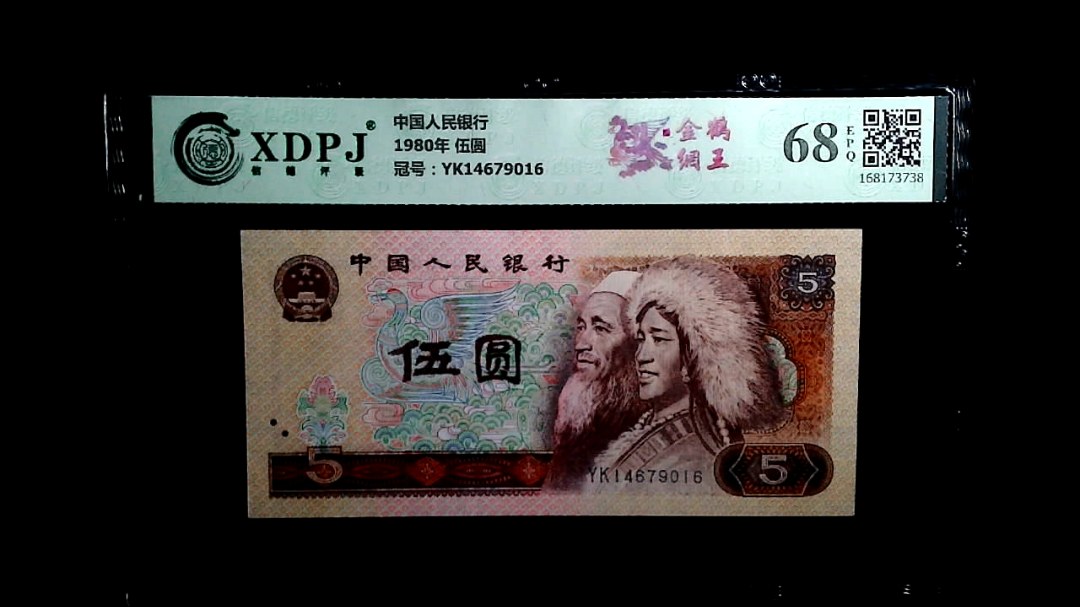 XDPJ®
信德评级
中国人民银行
1980年 伍圆
冠号：YK14679016
金鹤
網王
68
EPQ
168173738
中国人民银行
5
伍圆
5
YK14679016
5